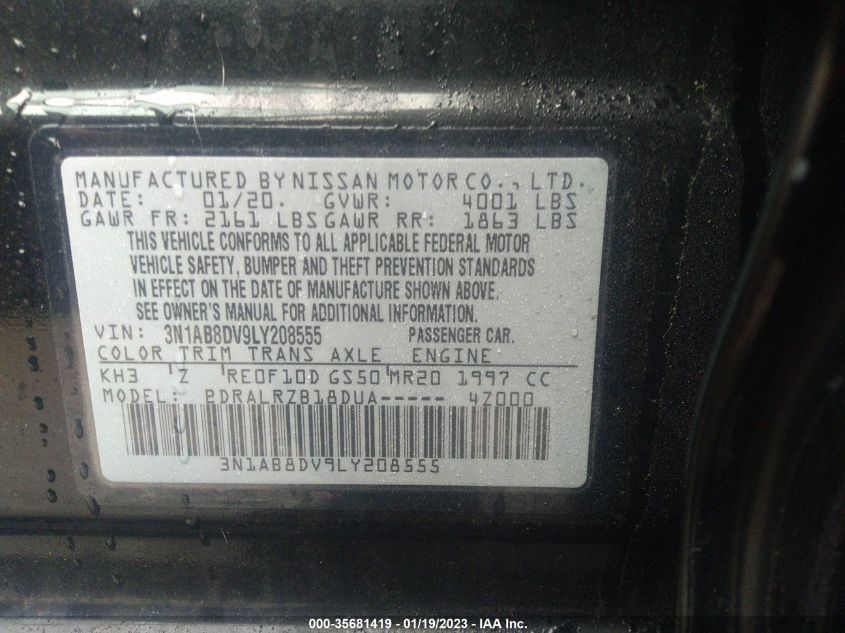 MANUFACTURED BY NISSAN MOTOR CO., LTD.
DATE: 01/20. GVWR: 4001 LBS
GAWR FR: 2161 LBS GAWR RR: 1863 LBS
THIS VEHICLE CONFORMS TO ALL APPLICABLE FEDERAL MOTOR
VEHICLE SAFETY, BUMPER AND THEFT PREVENTION STANDARDS
IN EFFECT ON THE DATE OF MANUFACTURE SHOWN ABOVE.
SEE OWNER'S MANUAL FOR ADDITIONAL INFORMATION.
VIN: 3N1AB8DV9LY208555 PASSENGER CAR.
COLOR TRIM TRANS AXLE ENGINE
KH3 Z RE0F10D GS50 MR20 1997 CC
MODEL: PDRALRZB18DUA----- 4Z000
3N1AB8DV9LY208555
000-35681419 - 01/19/2023 - IAA Inc.